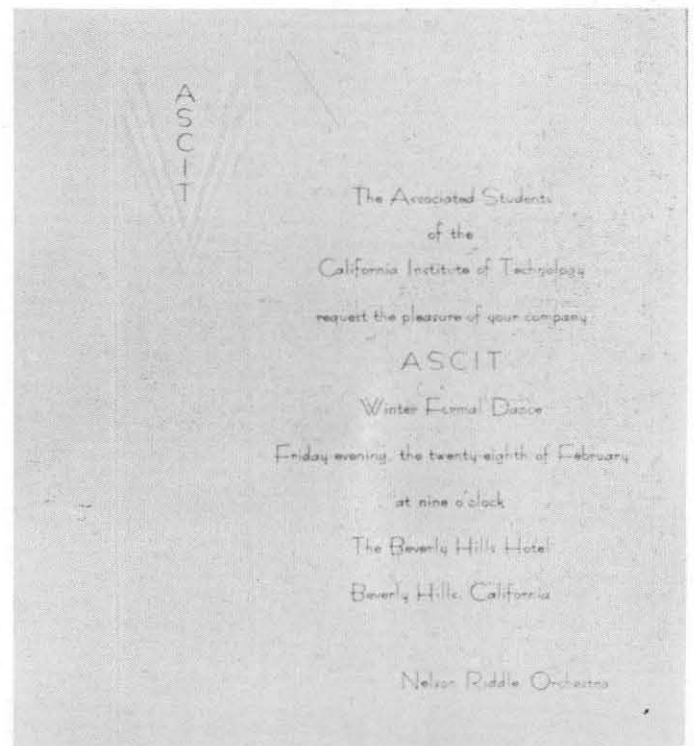 ASCIT
The Associated Students
of the
California Institute of Technology
request the pleasure of your company
ASCIT
Winter Formal Dance
Friday evening, the twenty-eighth of February
at nine o'clock
The Beverly Hills Hotel
Beverly Hills, California
Nelson Riddle Orchestra